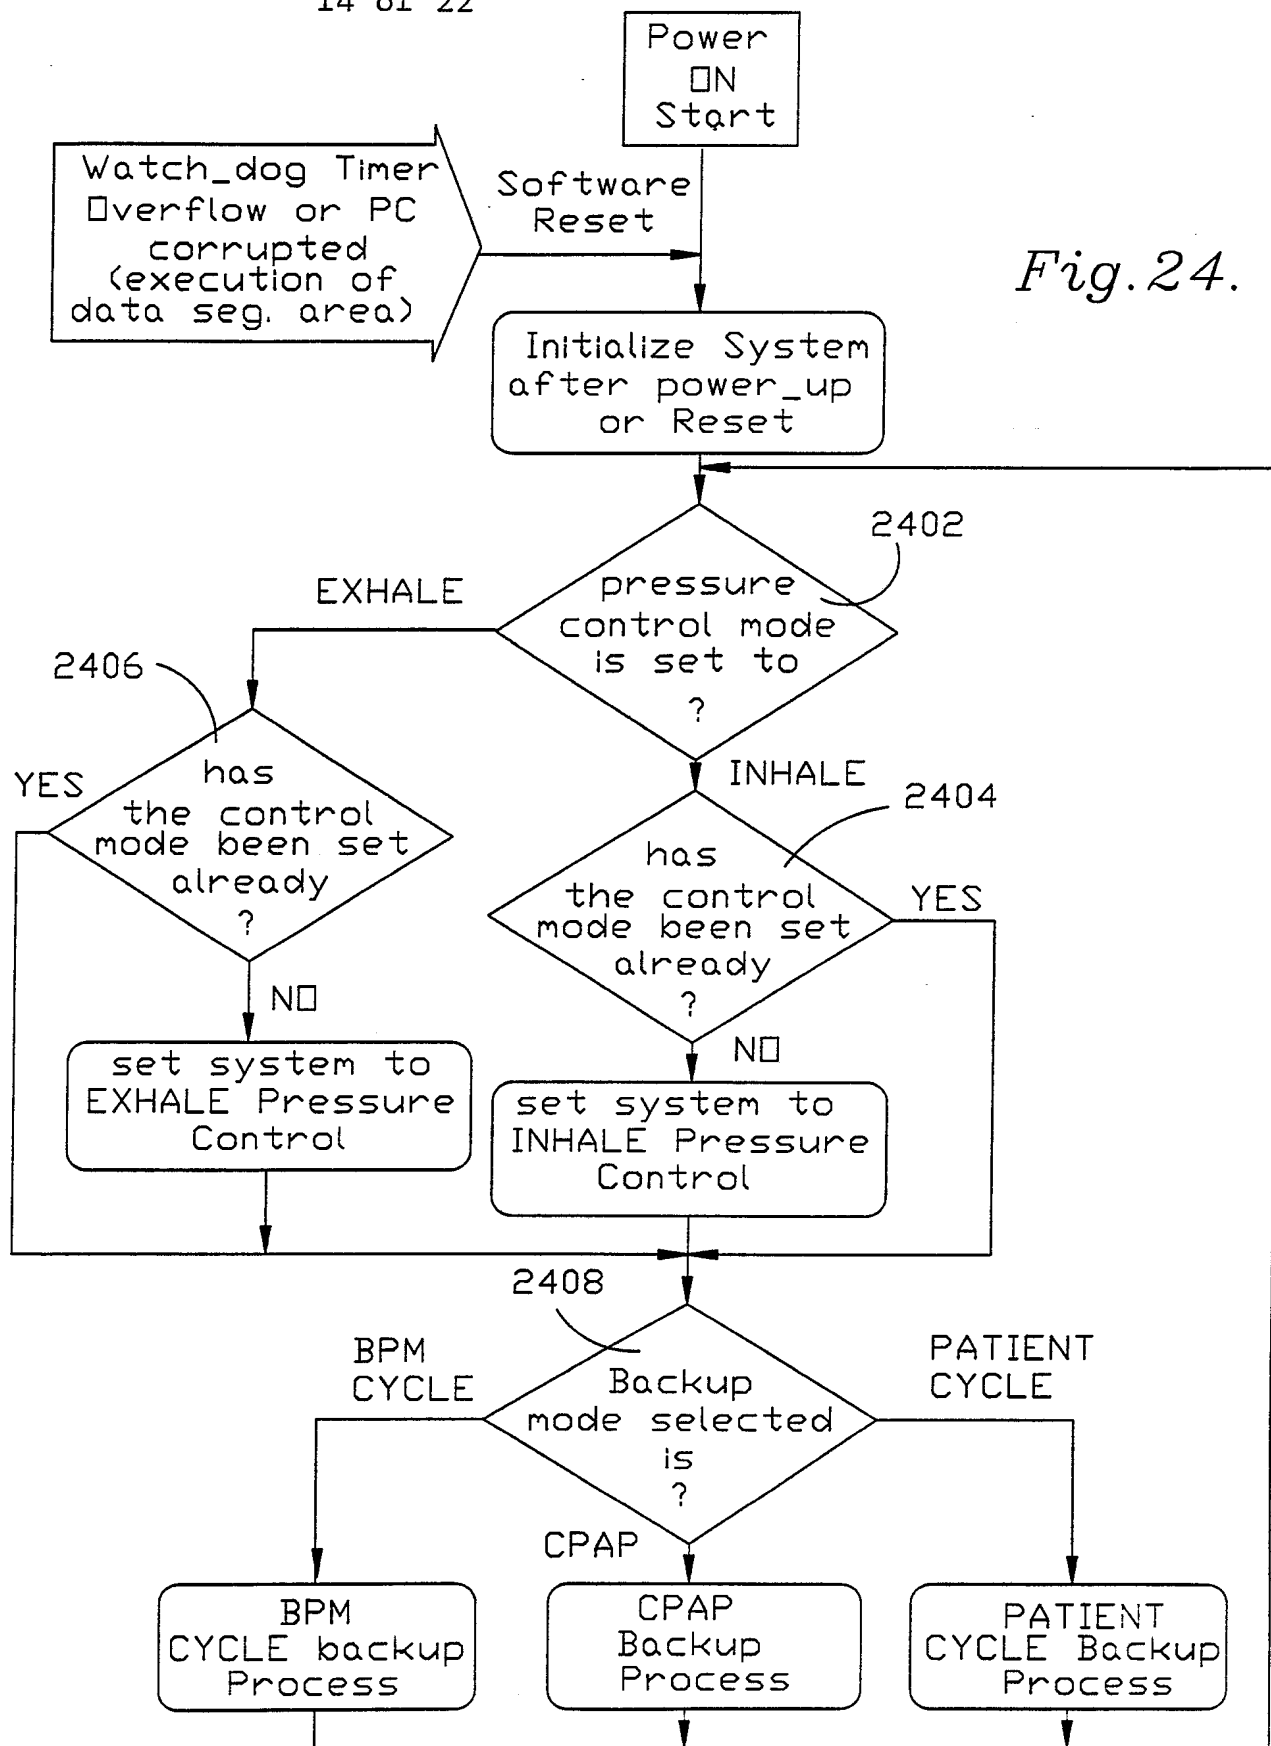 14 of 22
Power
ON
Start
Watch_dog Timer
Overflow or PC
corrupted
(execution of
data seg. area)
Software
Reset
Fig.24.
Initialize System
after power_up
or Reset
2402
EXHALE
pressure
control mode
is set to
?
2406
INHALE
YES
has
the control
mode been set
already
?
2404
has
the control
mode been set
already
?
YES
NO
NO
set system to
EXHALE Pressure
Control
set system to
INHALE Pressure
Control
2408
BPM
CYCLE
PATIENT
CYCLE
Backup
mode selected
is
?
CPAP
BPM
CYCLE backup
Process
CPAP
Backup
Process
PATIENT
CYCLE Backup
Process